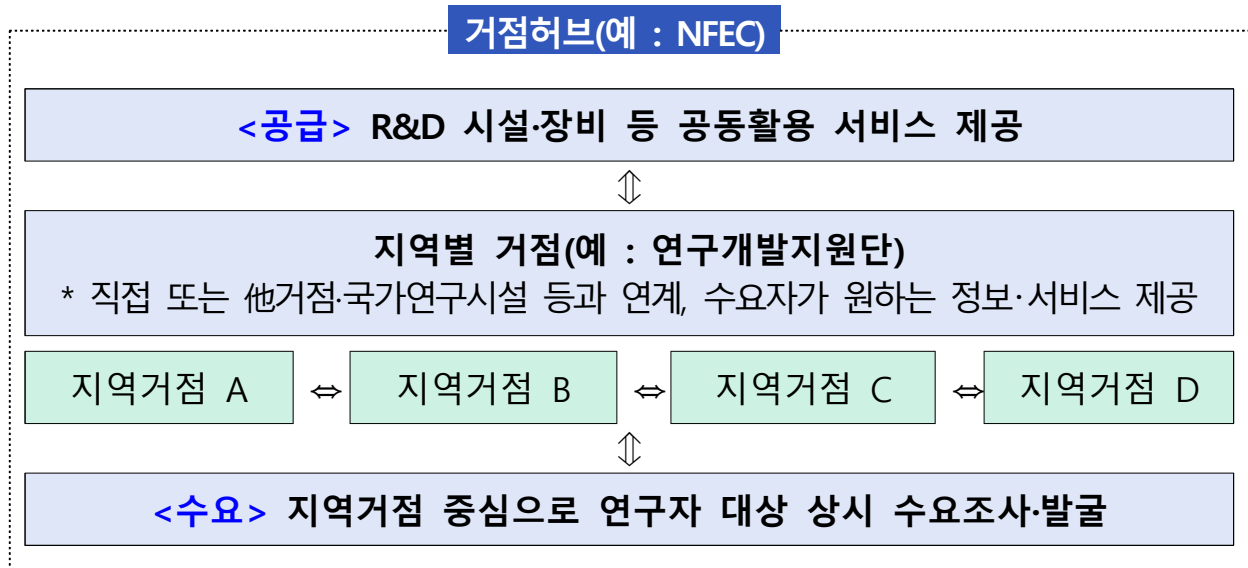 거점허브(예 : NFEC)
<공급> R&D 시설·장비 등 공동활용 서비스 제공
⇕
지역별 거점(예 : 연구개발지원단)
* 직접 또는 他거점·국가연구시설 등과 연계, 수요자가 원하는 정보·서비스 제공
지역거점 A ⇔ 지역거점 B ⇔ 지역거점 C ⇔ 지역거점 D
⇕
<수요> 지역거점 중심으로 연구자 대상 상시 수요조사·발굴